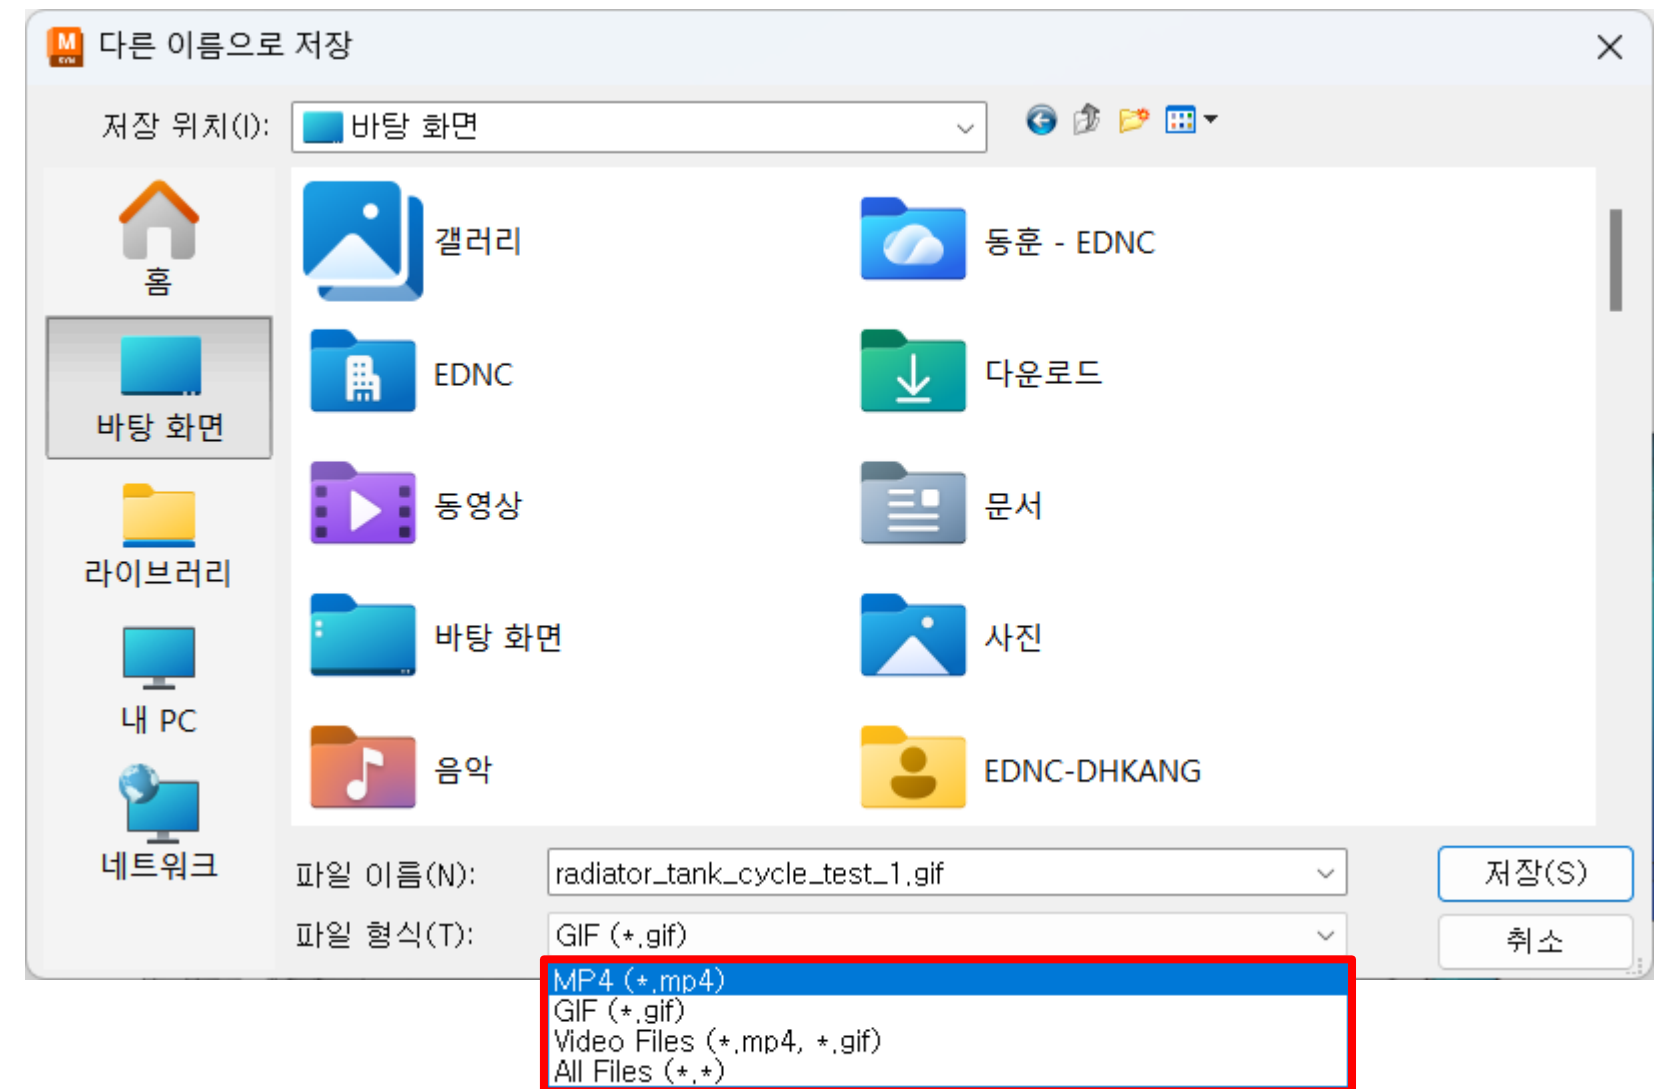 M
다른 이름으로 저장
저장 위치(I):
바탕 화면
홈
바탕 화면
라이브러리
내 PC
네트워크
갤러리
동훈 - EDNC
EDNC
다운로드
동영상
문서
바탕 화면
사진
음악
EDNC-DHKANG
파일 이름(N):
radiator_tank_cycle_test_1.gif
저장(S)
파일 형식(T):
GIF (*.gif)
취소
MP4 (*.mp4)
GIF (*.gif)
Video Files (*.mp4, *.gif)
All Files (*.*)